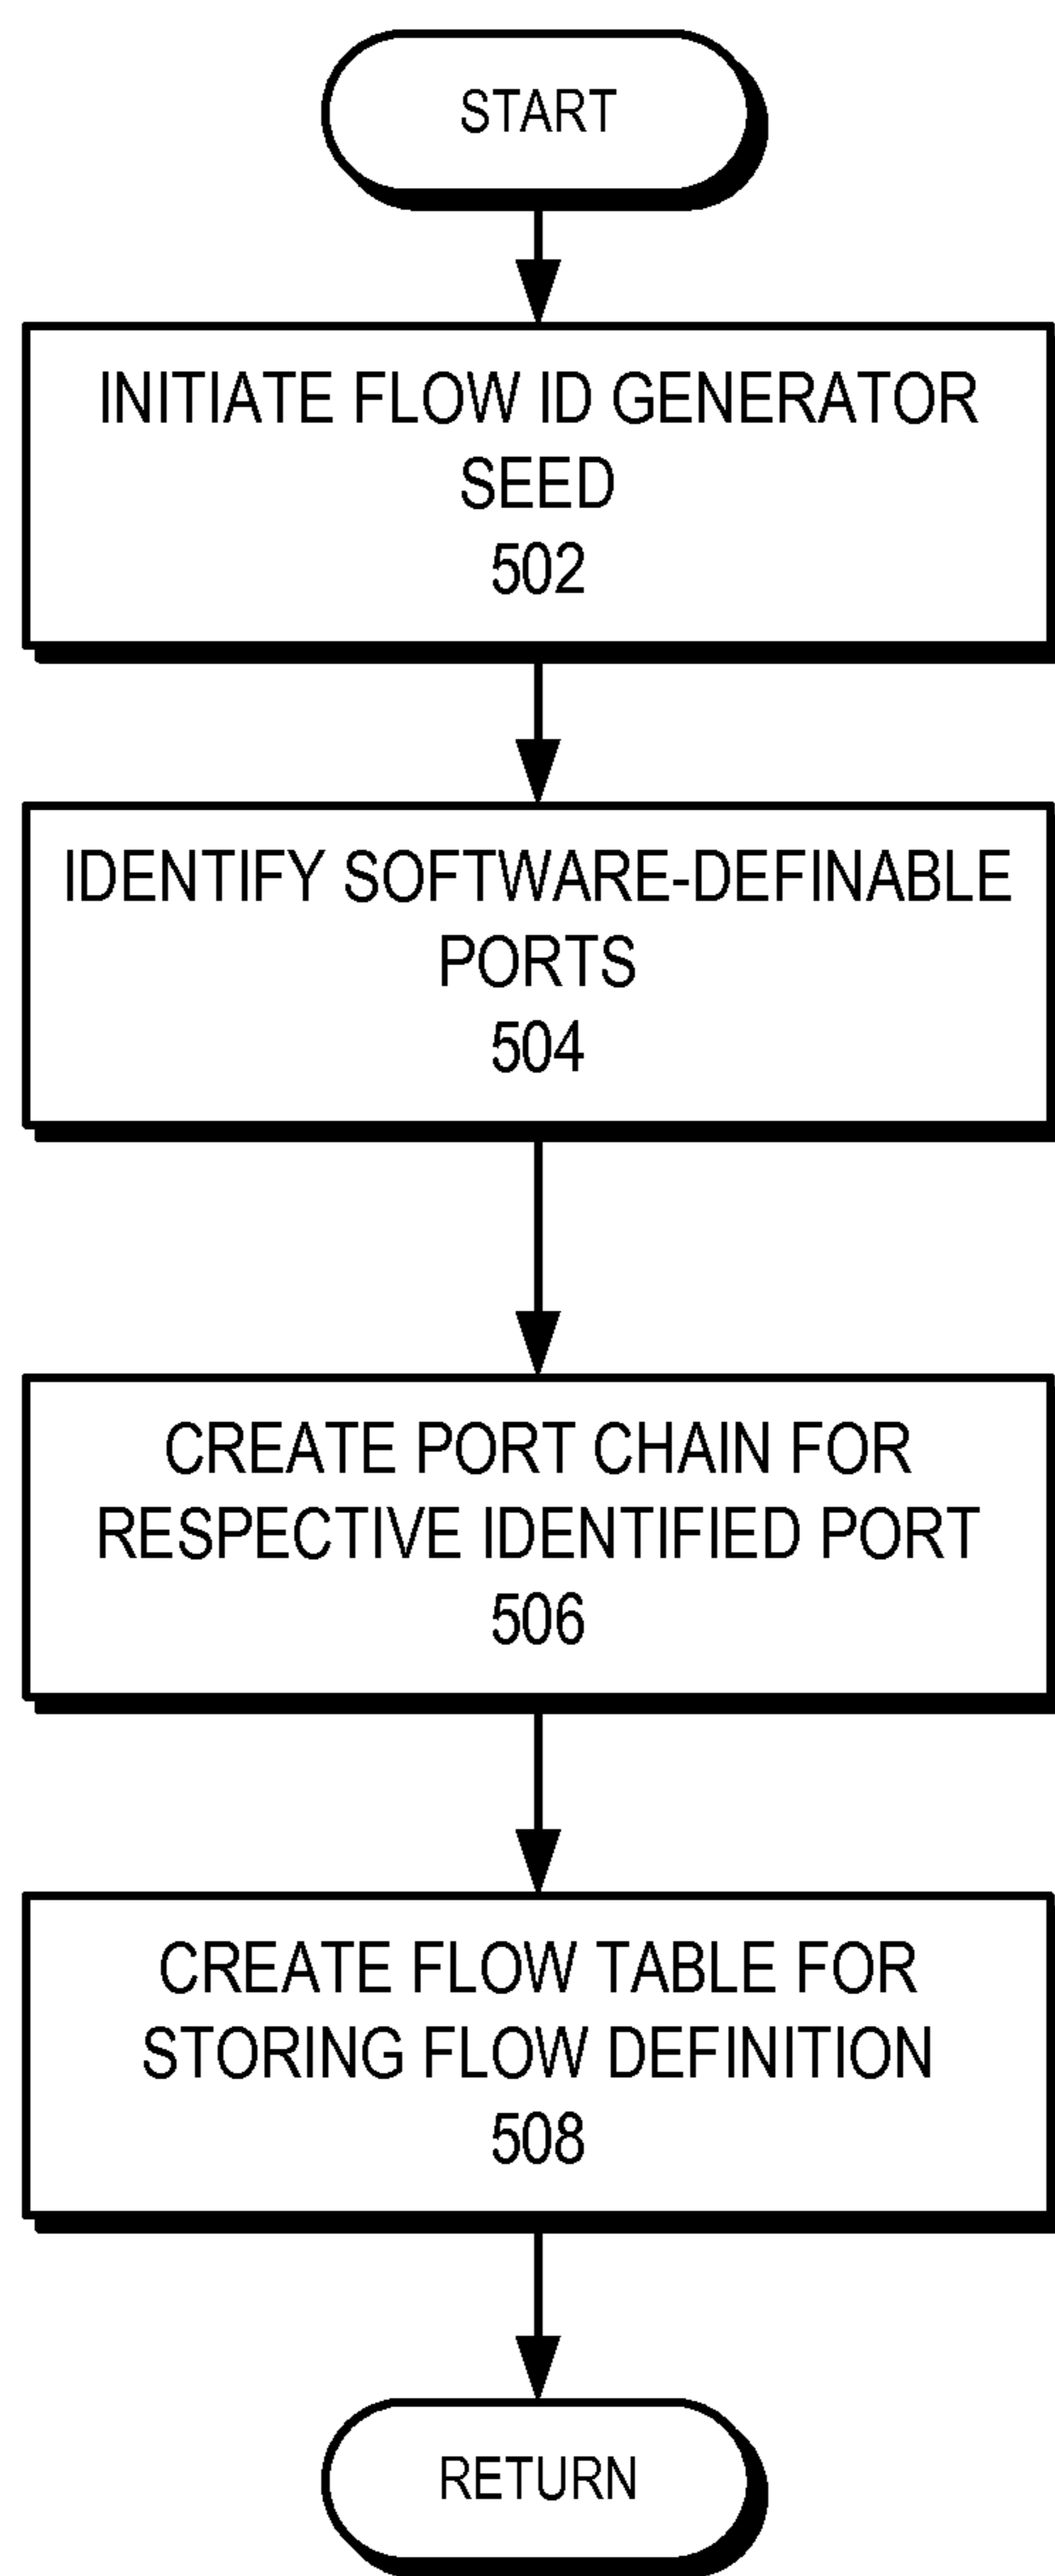 START
INITIATE FLOW ID GENERATOR
SEED
502
IDENTIFY SOFTWARE-DEFINABLE
PORTS
504
CREATE PORT CHAIN FOR
RESPECTIVE IDENTIFIED PORT
506
CREATE FLOW TABLE FOR
STORING FLOW DEFINITION
508
RETURN